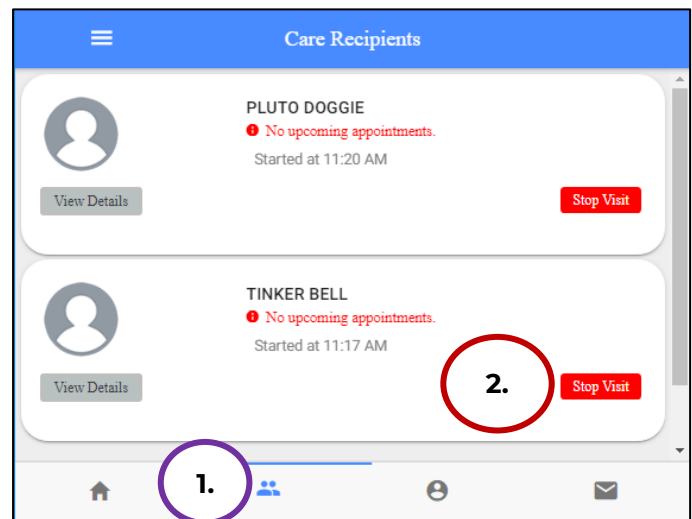 Care Recipients
PLUTO DOGGIE
No upcoming appointments.
Started at 11:20 AM
View Details
Stop Visit
TINKER BELL
No upcoming appointments.
Started at 11:17 AM
View Details
2.
Stop Visit
1.